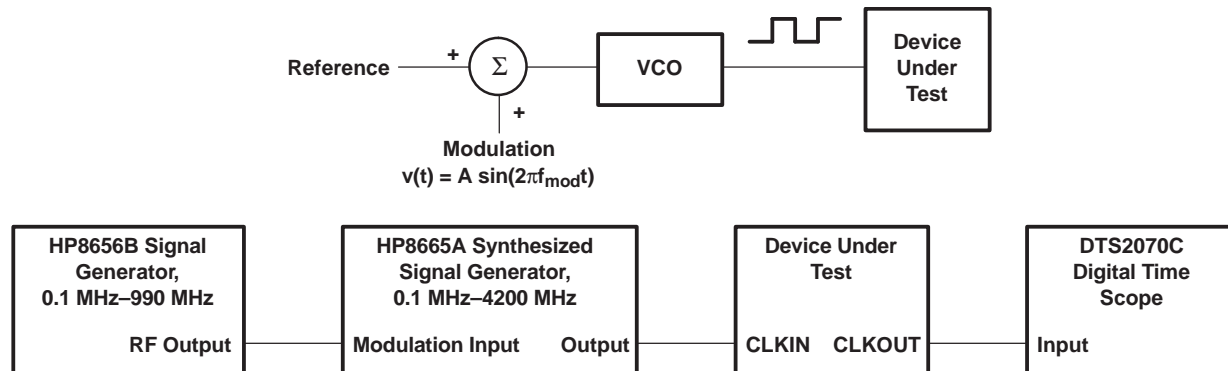 Reference
+
Σ
+
Modulation
v(t) = A sin(2πf_mod t)
VCO
Device
Under
Test
HP8656B Signal
Generator,
0.1 MHz–990 MHz
RF Output
HP8665A Synthesized
Signal Generator,
0.1 MHz–4200 MHz
Modulation Input Output
Device Under
Test
CLKIN CLKOUT
DTS2070C
Digital Time
Scope
Input